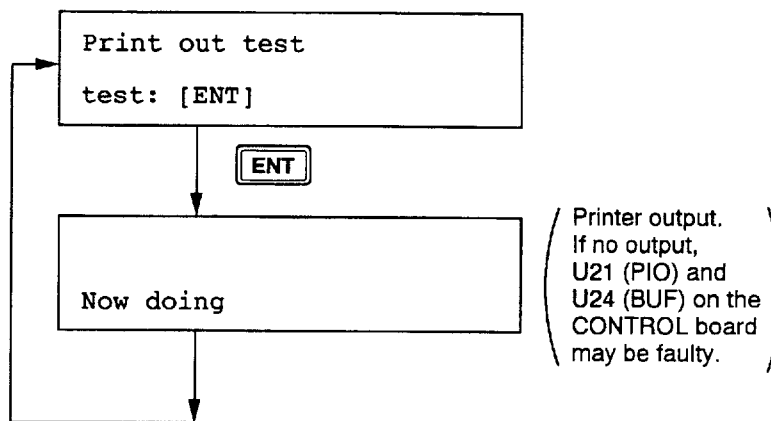 Print out test
test: [ENT]
ENT
Now doing
Printer output.
If no output,
U21 (PIO) and
U24 (BUF) on the
CONTROL board
may be faulty.